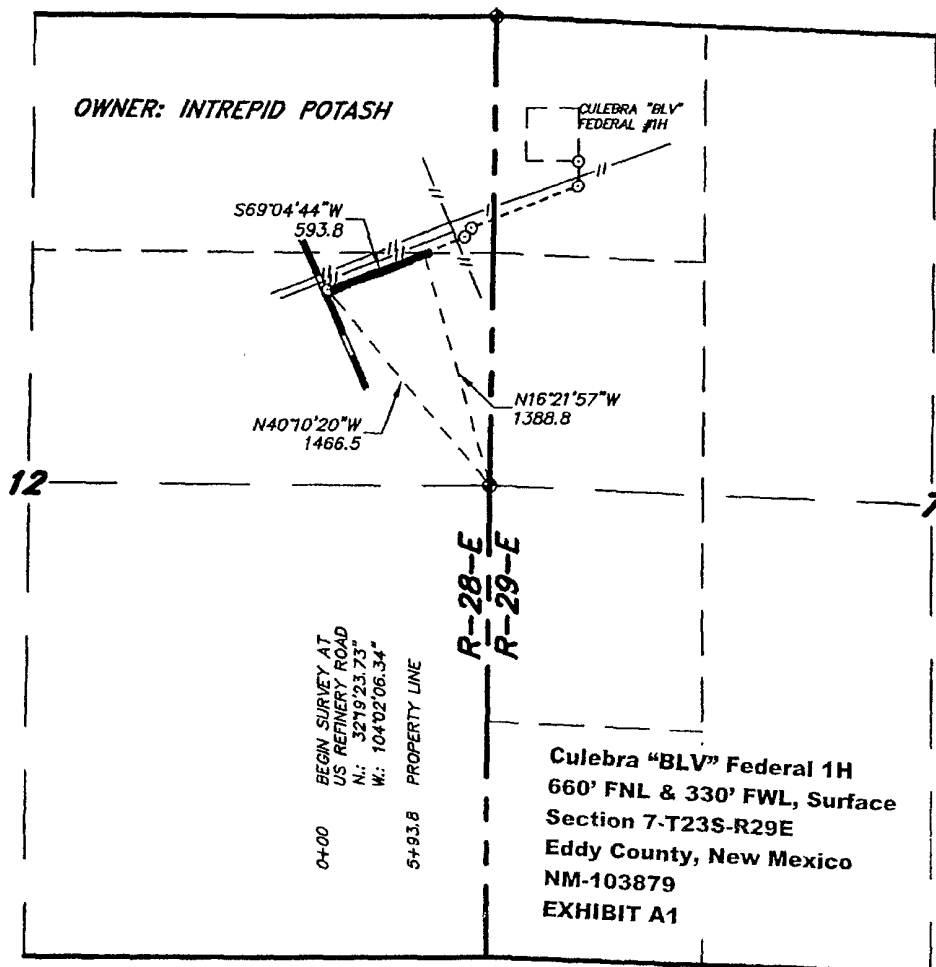 OWNER: INTREPID POTASH
CULEBRA "BLV"
FEDERAL #1H
S69°04'44"W
593.8
N16°21'57"W
1388.8
N40°10'20"W
1466.5
12
7
R-28-E
R-29-E
0+00 BEGIN SURVEY AT
US REFINERY ROAD
N.: 32°19'23.73"
W.: 104°02'06.34"
5+93.8 PROPERTY LINE
Culebra "BLV" Federal 1H
660' FNL & 330' FWL, Surface
Section 7-T23S-R29E
Eddy County, New Mexico
NM-103879
EXHIBIT A1